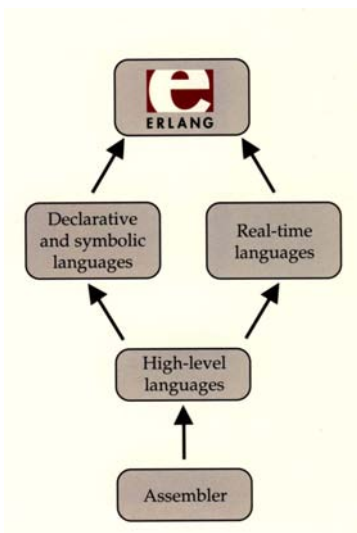 ERLANG
Declarative
and symbolic
languages
Real-time
languages
High-level
languages
Assembler